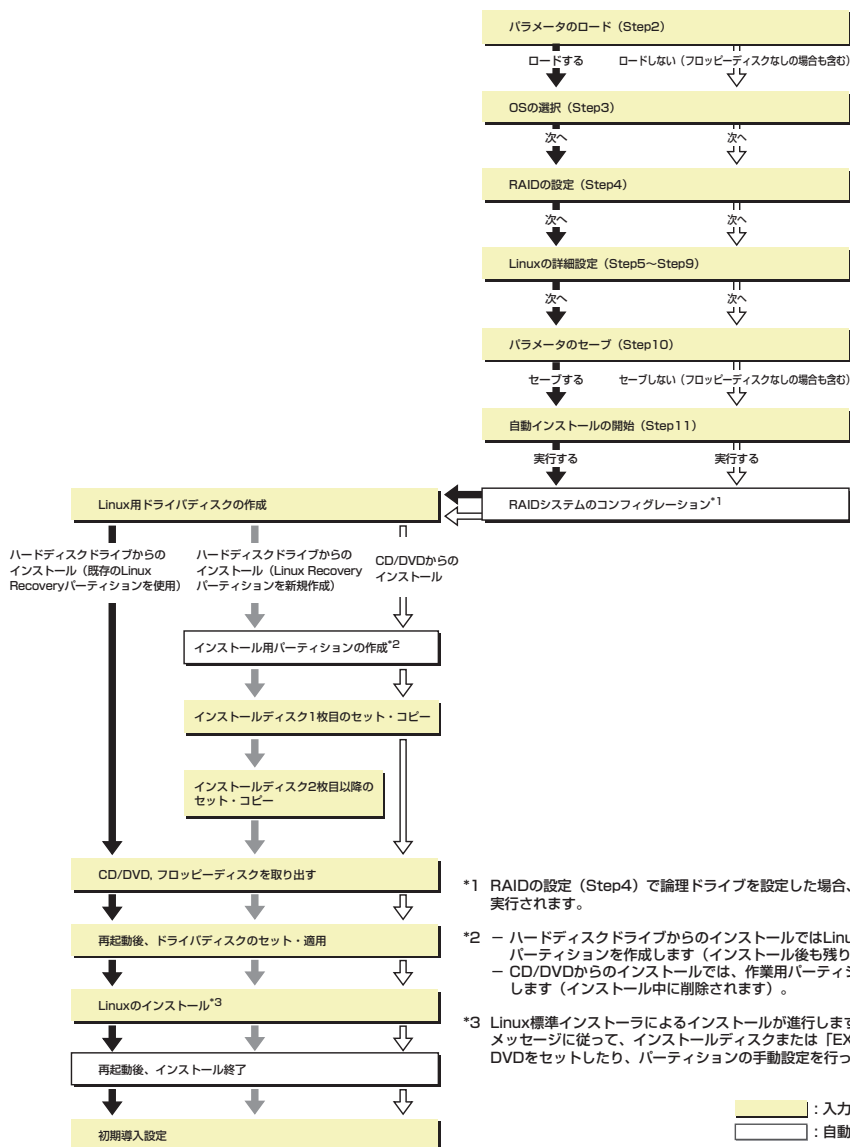 パラメータのロード（Step2）
ロードする
ロードしない（フロッピーディスクなしの場合も含む）
OSの選択（Step3）
次へ
次へ
RAIDの設定（Step4）
次へ
次へ
Linuxの詳細設定（Step5～Step9）
次へ
次へ
パラメータのセーブ（Step10）
セーブする
セーブしない（フロッピーディスクなしの場合も含む）
自動インストールの開始（Step11）
実行する
実行する
RAIDシステムのコンフィグレーション*1
Linux用ドライバディスクの作成
ハードディスクドライブからの
インストール（既存のLinux
Recoveryパーティションを使用）
ハードディスクドライブからの
インストール（Linux Recovery
パーティションを新規作成）
CD/DVDからの
インストール
インストール用パーティションの作成*2
インストールディスク1枚目のセット・コピー
インストールディスク2枚目以降の
セット・コピー
CD/DVD, フロッピーディスクを取り出す
再起動後、ドライバディスクのセット・適用
Linuxのインストール*3
再起動後、インストール終了
初期導入設定
*1 RAIDの設定（Step4）で論理ドライブを設定した場合、
実行されます。
*2 － ハードディスクドライブからのインストールではLinu
パーティションを作成します（インストール後も残り
－ CD/DVDからのインストールでは、作業用パーティシ
します（インストール中に削除されます）。
*3 Linux標準インストーラによるインストールが進行します
メッセージに従って、インストールディスクまたは「EX
DVDをセットしたり、パーティションの手動設定を行っ
：入力
：自動